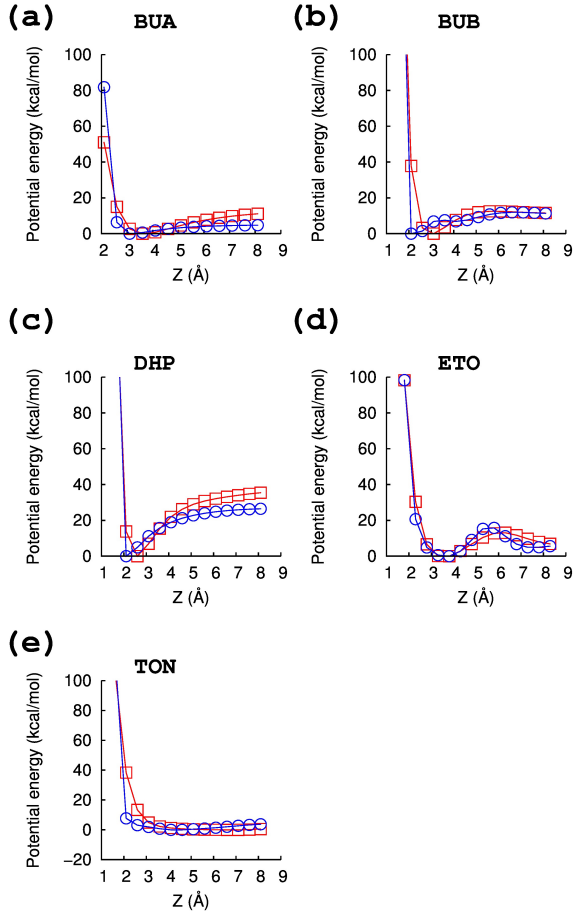 (a)
BUA
Potential energy (kcal/mol)
100
80
60
40
20
0
2 3 4 5 6 7 8 9
Z (Å)
(b)
BUB
Potential energy (kcal/mol)
100
80
60
40
20
0
1 2 3 4 5 6 7 8 9
Z (Å)
(c)
DHP
Potential energy (kcal/mol)
100
80
60
40
20
0
1 2 3 4 5 6 7 8 9
Z (Å)
(d)
ETO
Potential energy (kcal/mol)
100
80
60
40
20
0
1 2 3 4 5 6 7 8 9
Z (Å)
(e)
TON
Potential energy (kcal/mol)
100
80
60
40
20
0
−20
1 2 3 4 5 6 7 8 9
Z (Å)